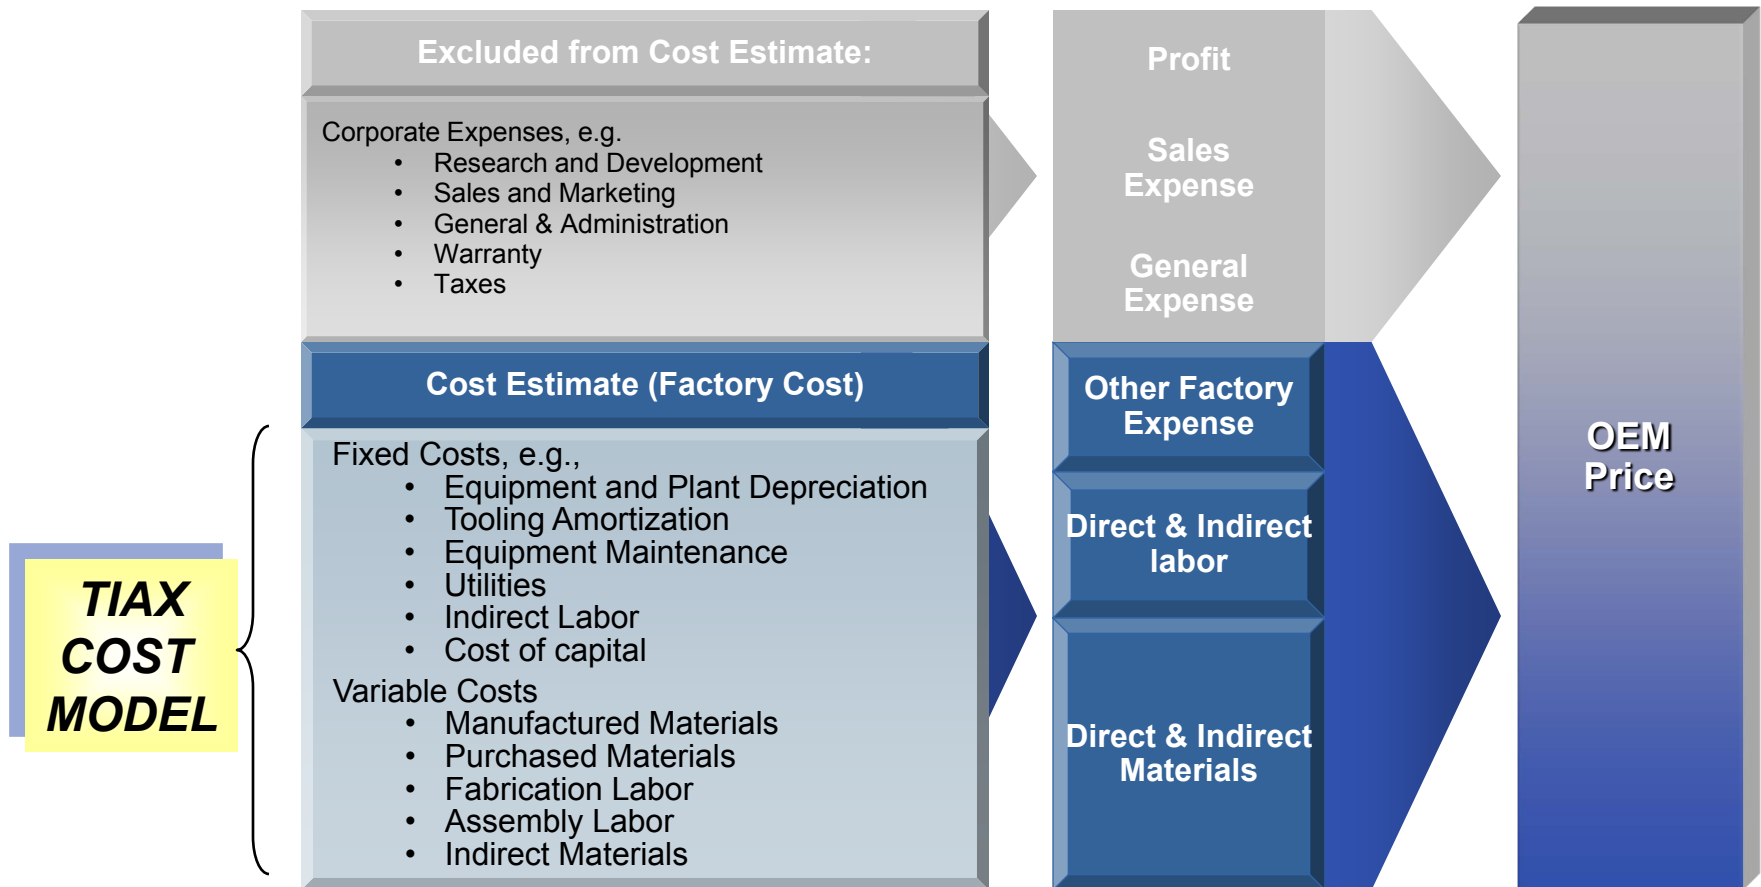 Excluded from Cost Estimate:
Corporate Expenses, e.g.
• Research and Development
• Sales and Marketing
• General & Administration
• Warranty
• Taxes
Cost Estimate (Factory Cost)
Fixed Costs, e.g.,
• Equipment and Plant Depreciation
• Tooling Amortization
• Equipment Maintenance
• Utilities
• Indirect Labor
• Cost of capital
Variable Costs
• Manufactured Materials
• Purchased Materials
• Fabrication Labor
• Assembly Labor
• Indirect Materials
TIAX
COST
MODEL
Profit
Sales
Expense
General
Expense
Other Factory
Expense
Direct & Indirect
labor
Direct & Indirect
Materials
OEM
Price